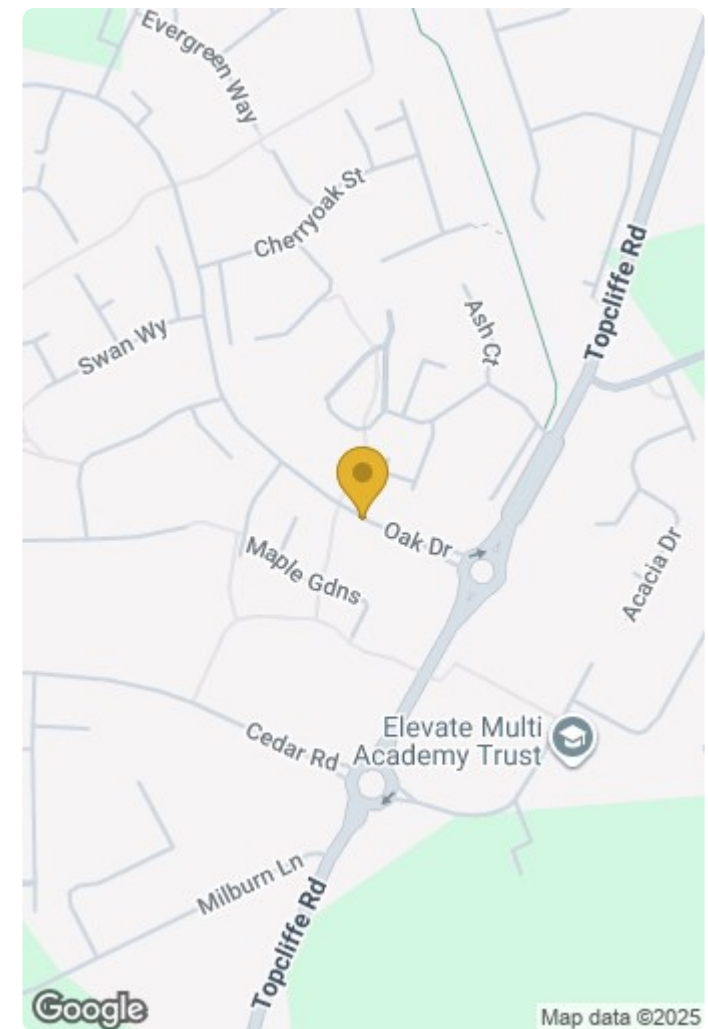 Evergreen Way
Cherryoak St
Topcliffe Rd
Swan Wy
Ash Ct
Oak Dr
Maple Gdns
Acacia Dr
Elevate Multi
Academy Trust
Cedar Rd
Milburn Ln
Topcliffe Rd
Google
Map data ©2025